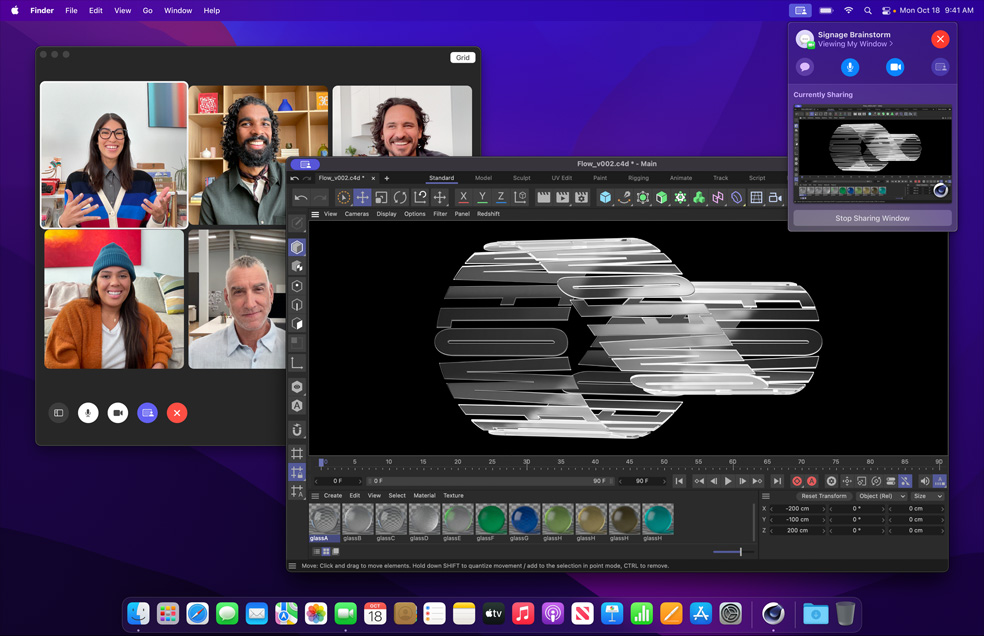 Finder File Edit View Go Window Help
Mon Oct 18 9:41 AM
Signage Brainstorm
Viewing My Window >
Currently Sharing
Stop Sharing Window
Grid
Flow_v002.c4d * - Main
Flow_v002.c4d * × +
Standard Model Sculpt UV Edit Paint Rigging Animate Track Script
X Y Z
View Cameras Display Options Filter Panel Redshift
0 5 10 15 20 25 30 35 40 45 50 55 60 65 70 75 80 85 90
0 F 0 F 90 F 90 F
Create Edit View Select Material Texture
Reset Transform Object (Rel) Size
X -200 cm 0 ° 0 cm
Y -100 cm 0 ° 0 cm
Z 200 cm 0 ° 0 cm
glassA glassB glassC glassD glassE glassF glassG glassH glassH glassH glassH
Move: Click and drag to move elements. Hold down SHIFT to quantize movement / add to the selection in point mode, CTRL to remove.
OCT
18
tv